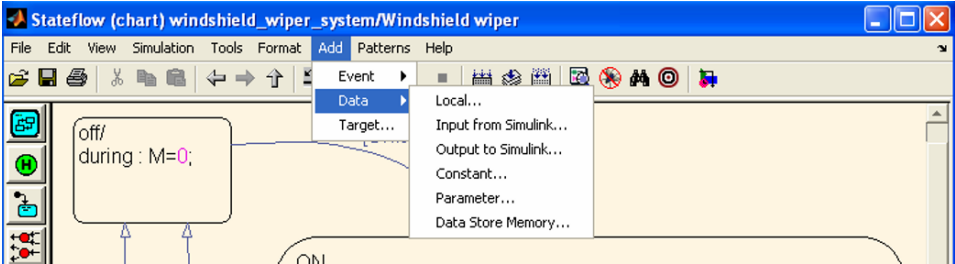 Stateflow (chart) windshield_wiper_system/Windshield wiper
File Edit View Simulation Tools Format Add Patterns Help
Event
Data
Target...
Local...
Input from Simulink...
Output to Simulink...
Constant...
Parameter...
Data Store Memory...
off/
during : M=0;
H
ON